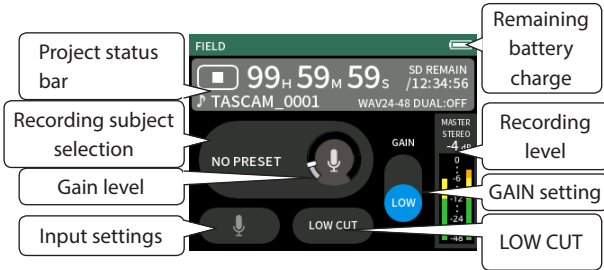 Project status
bar
Recording subject
selection
Gain level
Input settings
FIELD
99H 59M 59S
SD REMAIN
/12:34:56
♪ TASCAM_0001
WAV24-48 DUAL:OFF
NO PRESET
GAIN
LOW
LOW CUT
MASTER
STEREO
-4 dB
0
-6
-12
-24
-48
Remaining
battery
charge
Recording
level
GAIN setting
LOW CUT